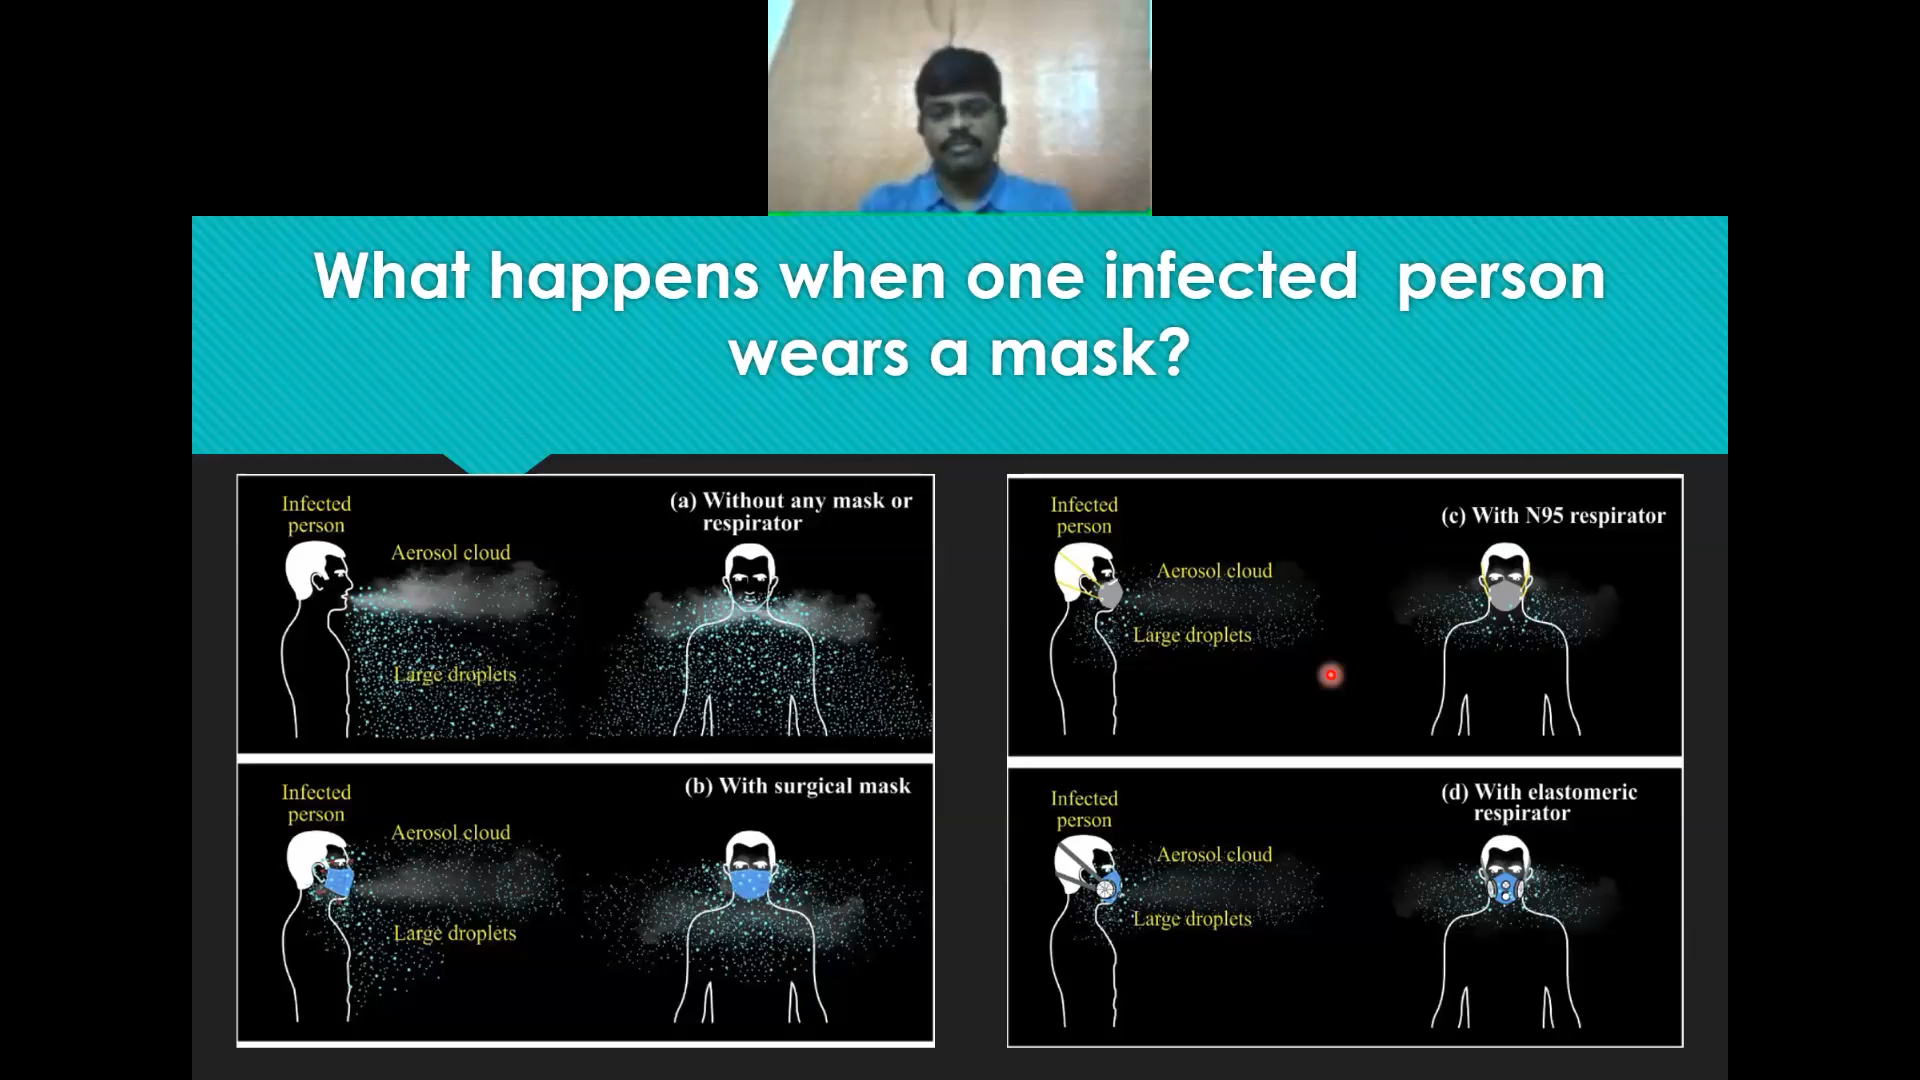 What happens when one infected person
wears a mask?
Infected
person
Aerosol cloud
Large droplets
(a) Without any mask or
respirator
Infected
person
Aerosol cloud
Large droplets
(b) With surgical mask
Infected
person
Aerosol cloud
Large droplets
(c) With N95 respirator
Infected
person
Aerosol cloud
Large droplets
(d) With elastomeric
respirator